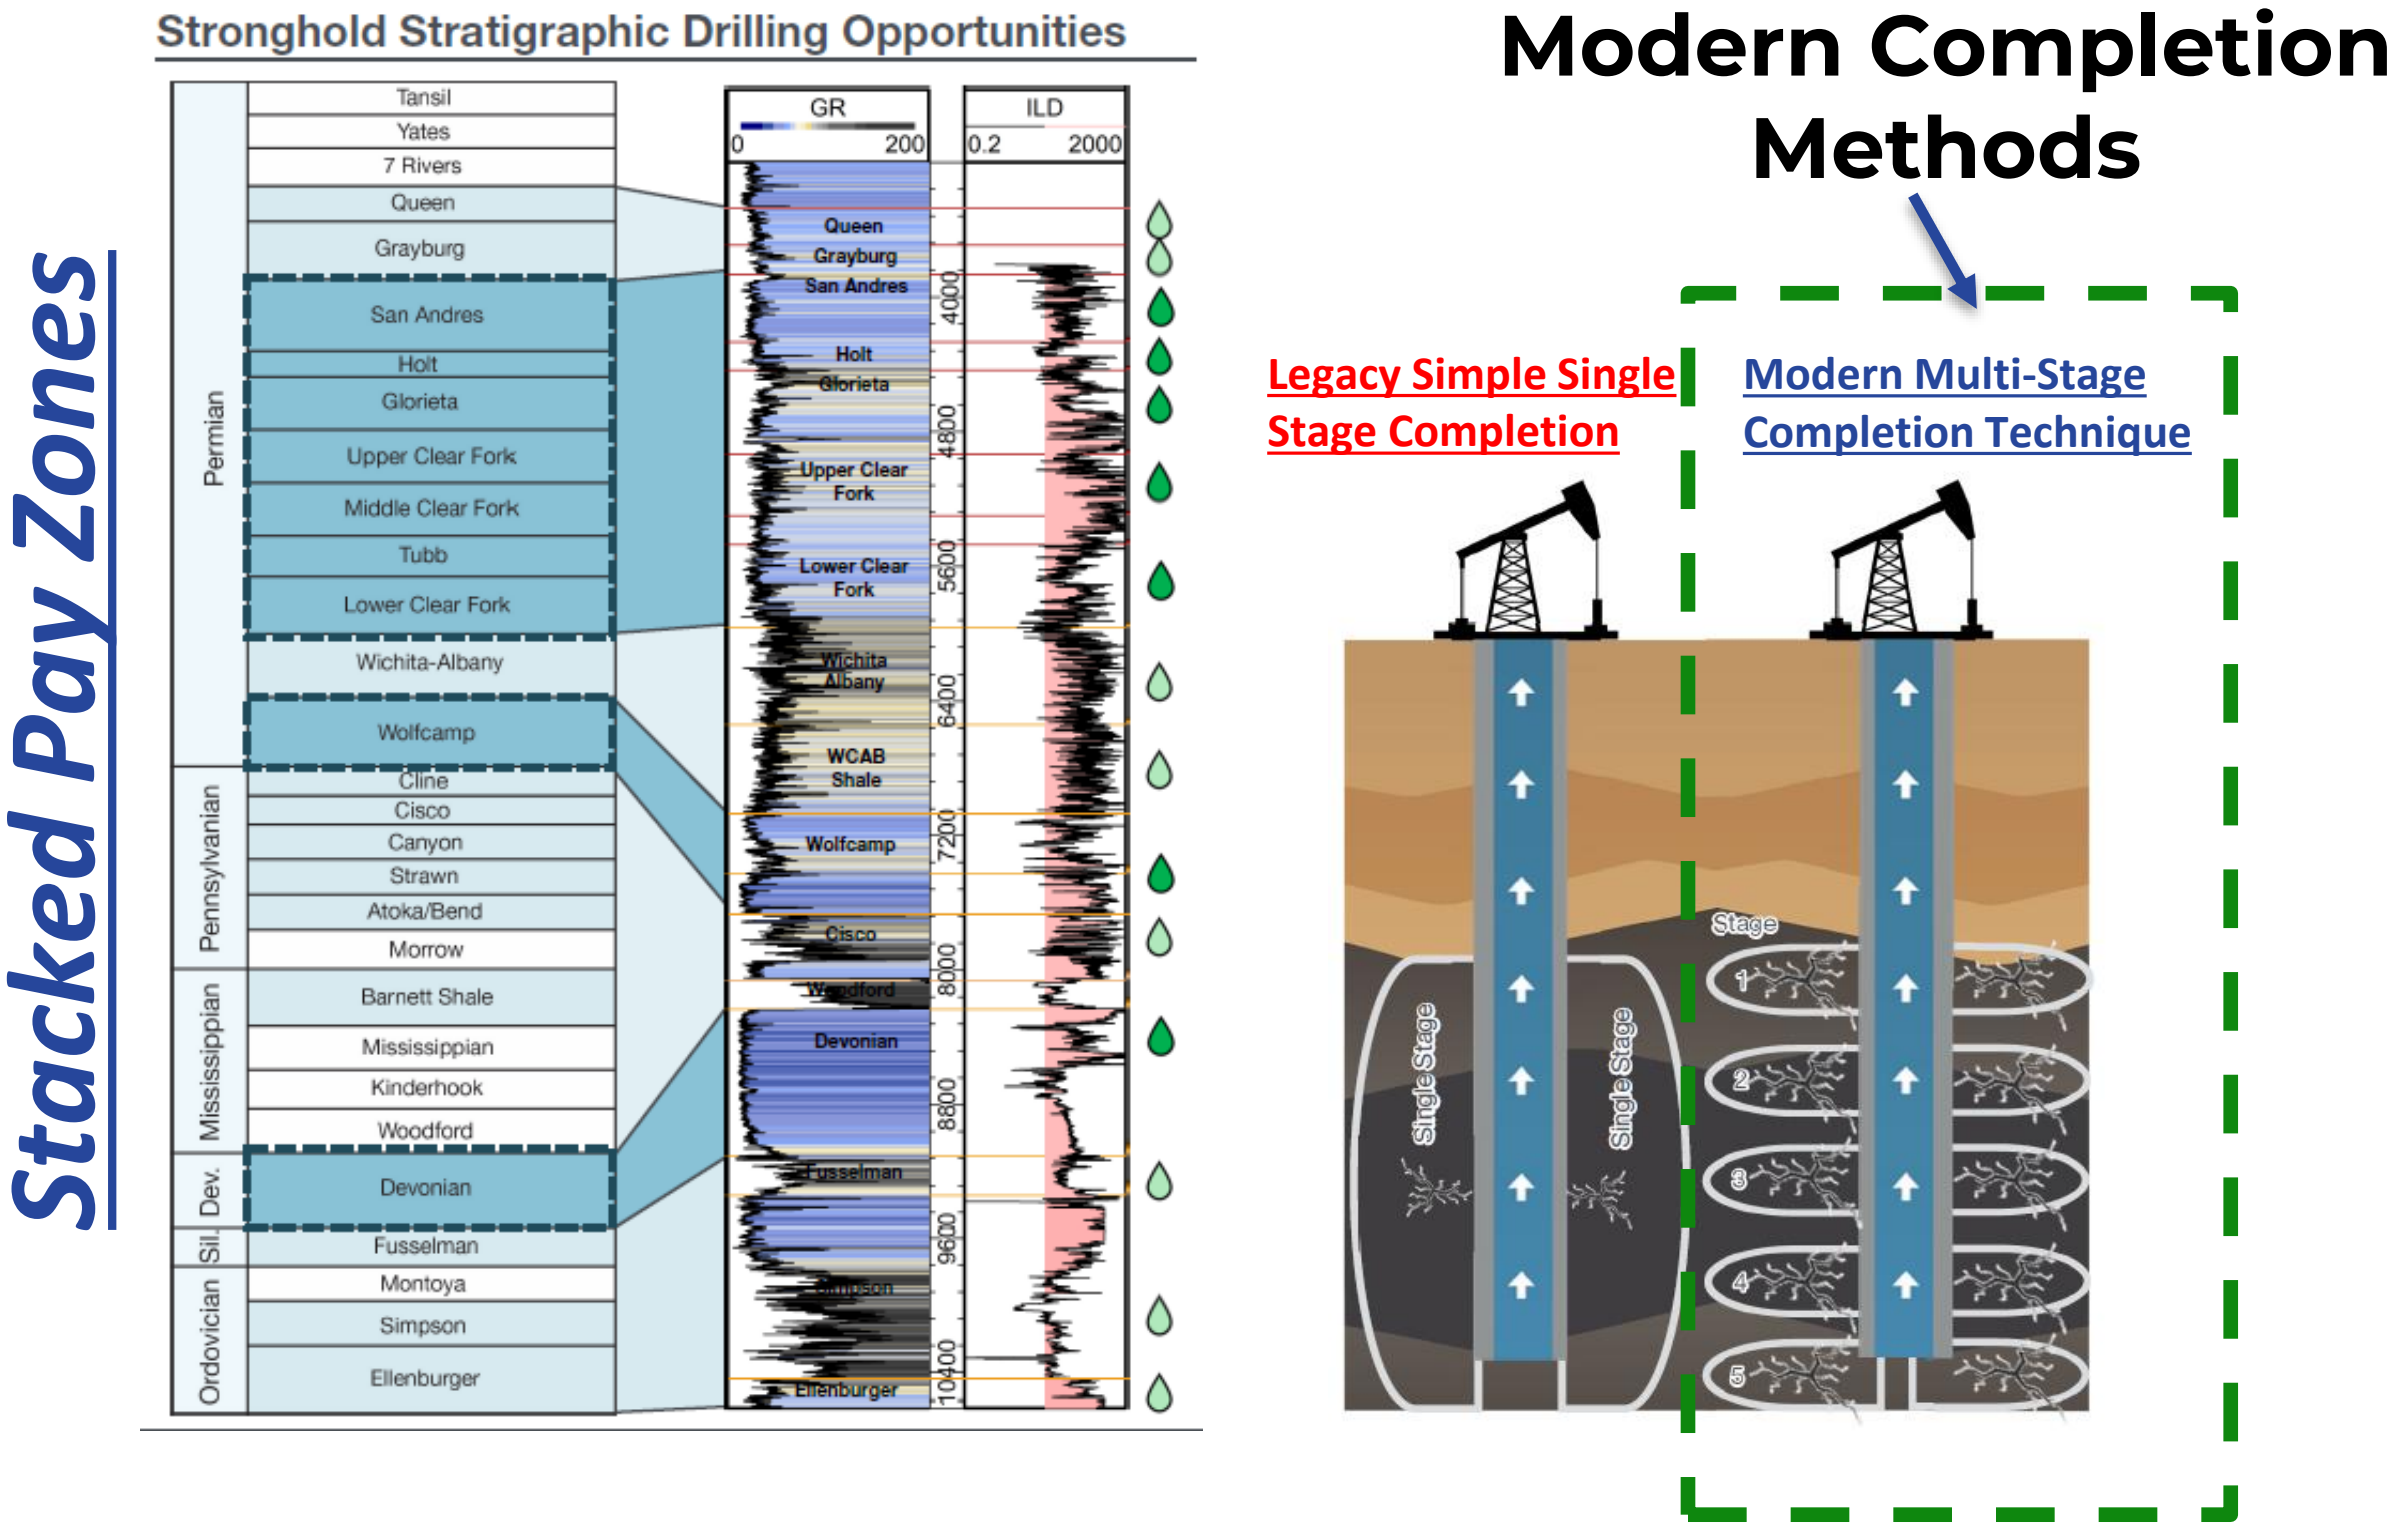 Stronghold Stratigraphic Drilling Opportunities
Stacked Pay Zones
Permian
Tansil
Yates
7 Rivers
Queen
Grayburg
San Andres
Holt
Glorieta
Upper Clear Fork
Middle Clear Fork
Tubb
Lower Clear Fork
Wichita-Albany
Wolfcamp
Pennsylvanian
Cline
Cisco
Canyon
Strawn
Atoka/Bend
Morrow
Mississippian
Barnett Shale
Mississippian
Kinderhook
Woodford
Dev.
Devonian
Sil.
Fusselman
Ordovician
Montoya
Simpson
Ellenburger
GR
0 200
ILD
0.2 2000
Queen
Grayburg
San Andres
Holt
Glorieta
Upper Clear
Fork
Lower Clear
Fork
Wichita
Albany
WCAB
Shale
Wolfcamp
Cisco
Woodford
Devonian
Fusselman
Simpson
Ellenburger
4000
4800
5600
6400
7200
8000
8800
9600
10400
Modern Completion
Methods
Legacy Simple Single
Stage Completion
Modern Multi-Stage
Completion Technique
Single Stage
Single Stage
Stage
1
2
3
4
5